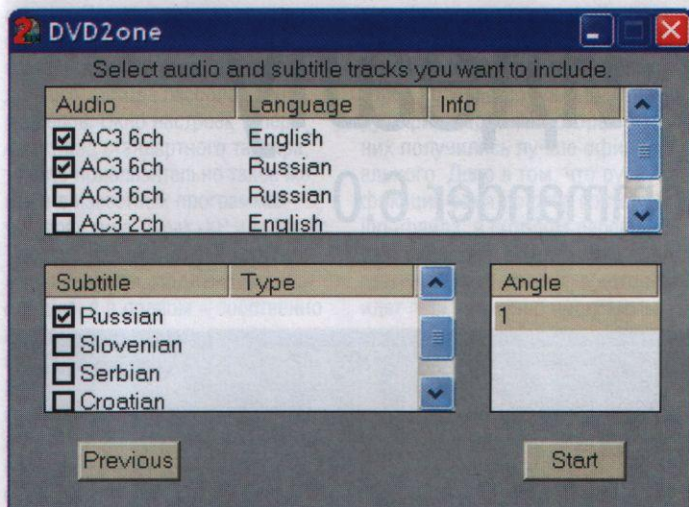 DVD2one
Select audio and subtitle tracks you want to include.
Audio Language Info
AC3 6ch English
AC3 6ch Russian
AC3 6ch Russian
AC3 2ch English
Subtitle Type
Russian
Slovenian
Serbian
Croatian
Angle
1
Previous
Start